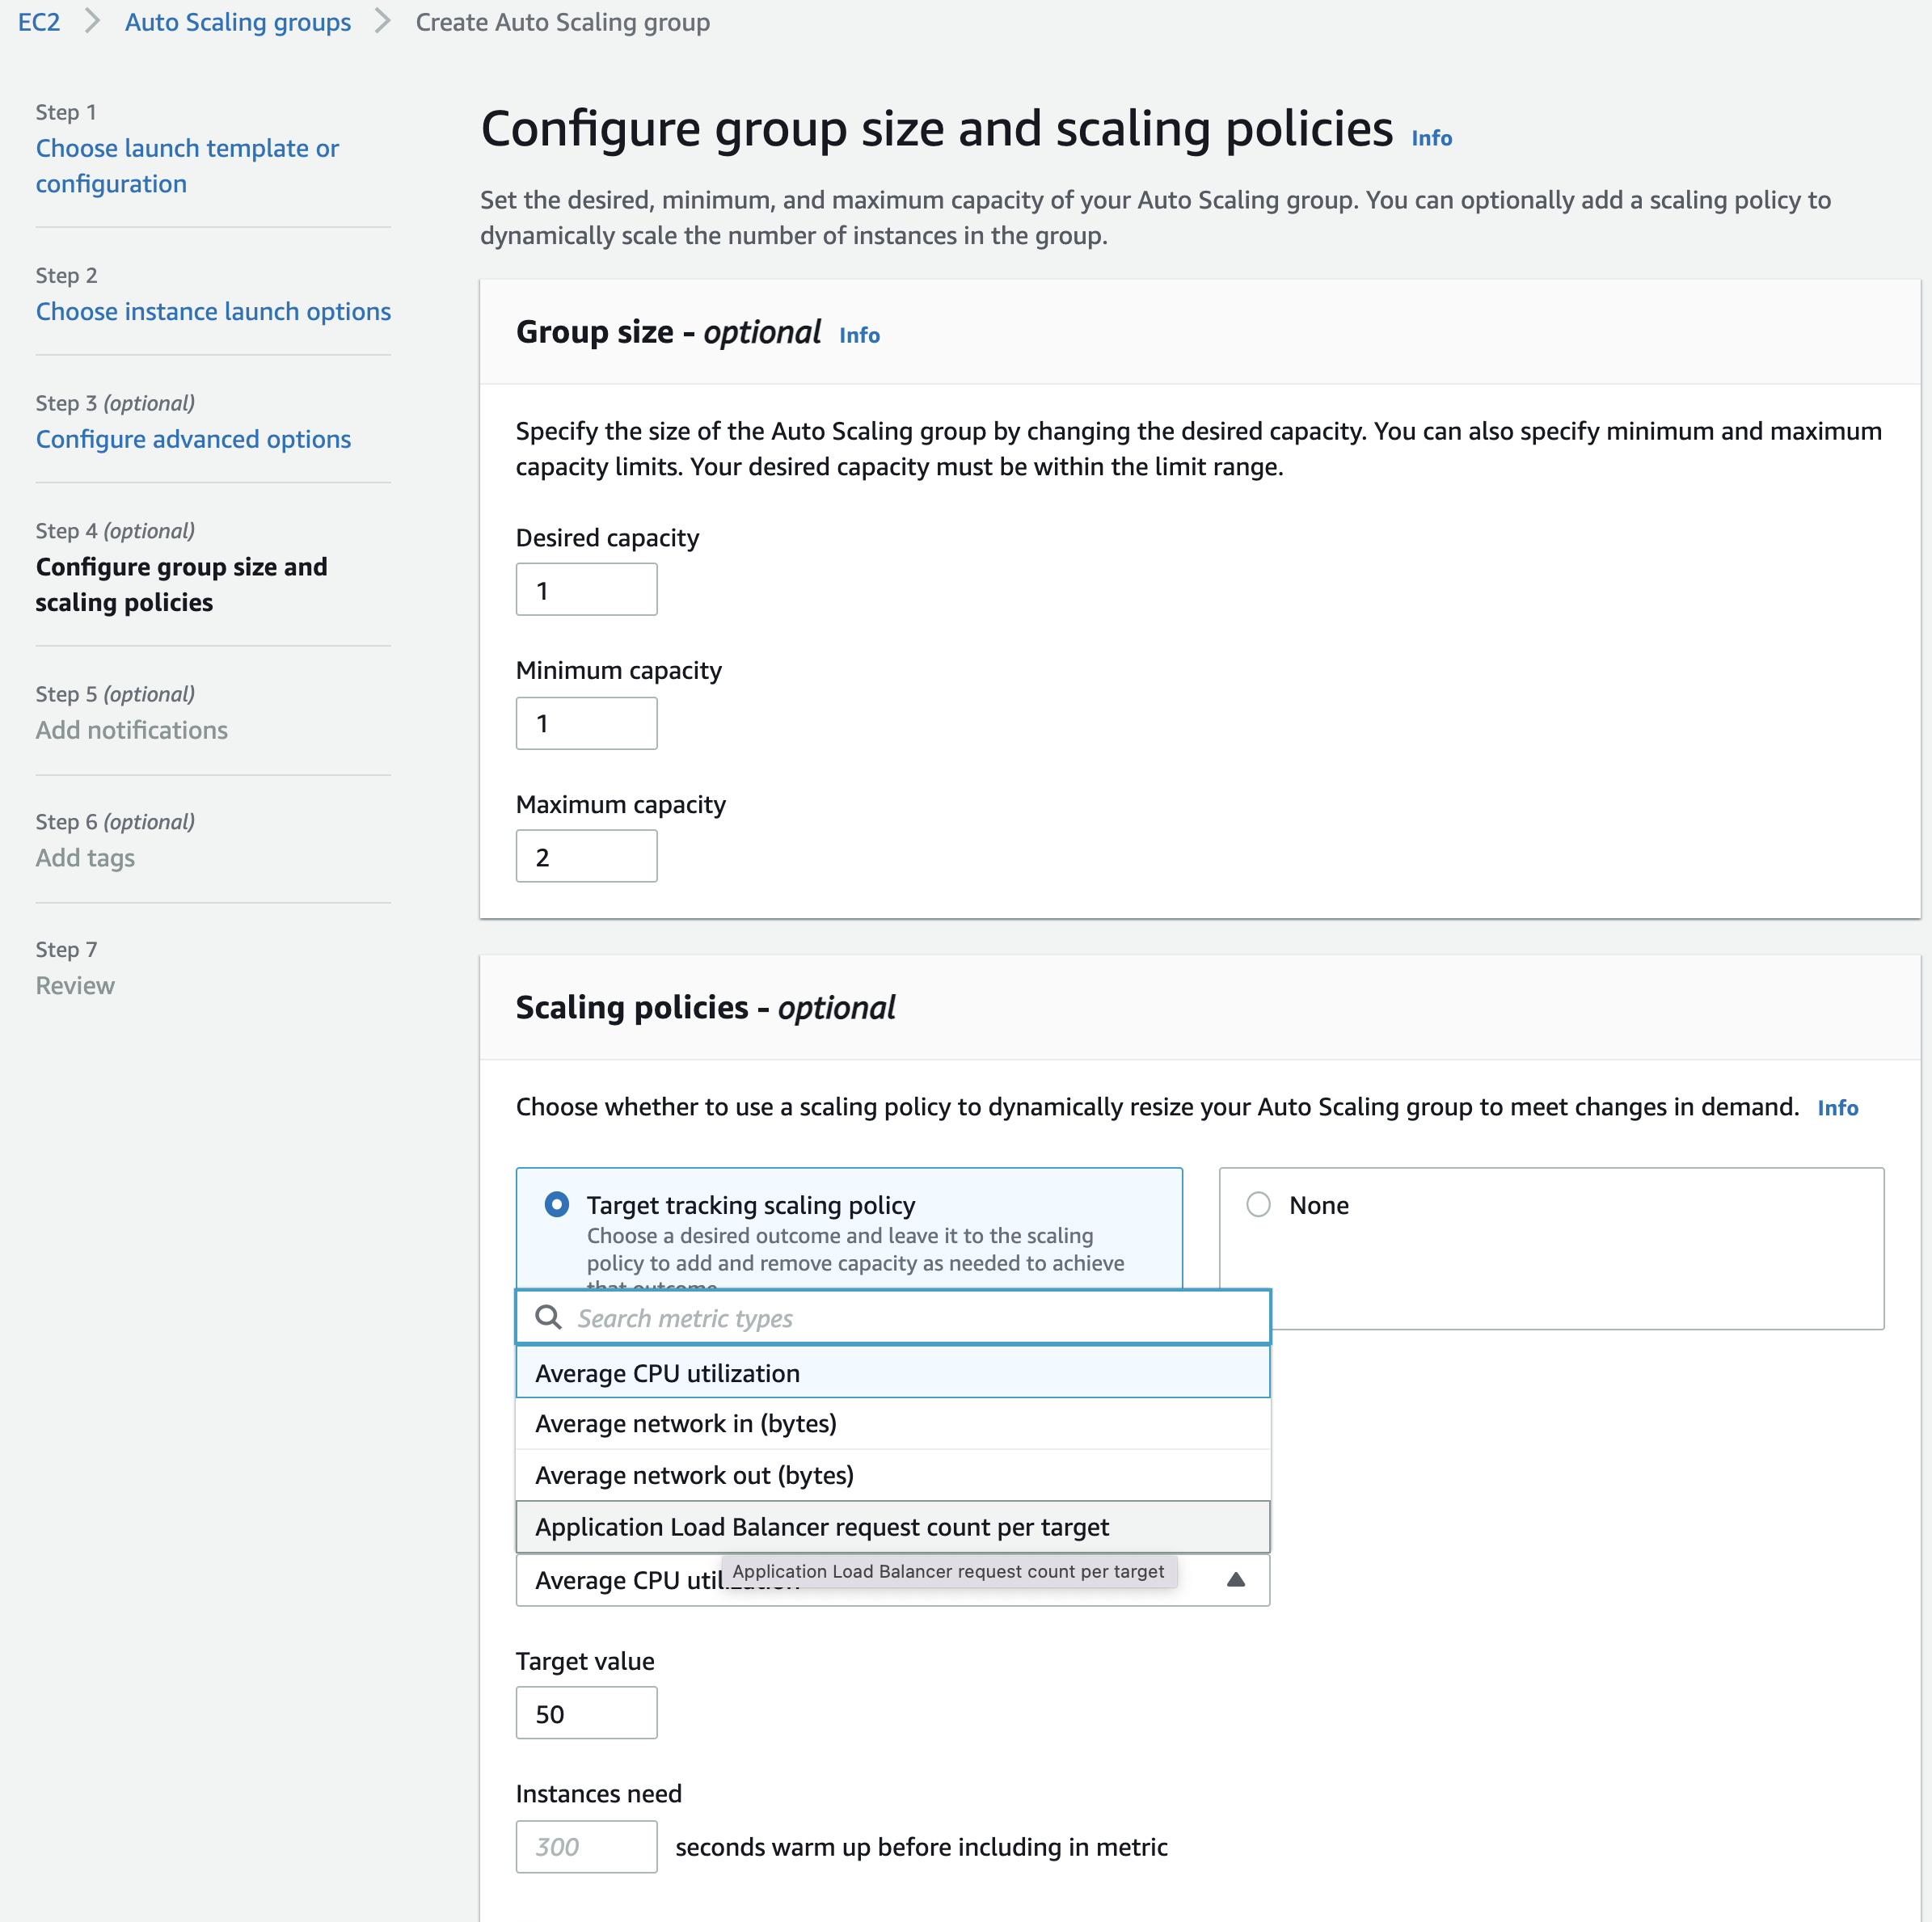 EC2 > Auto Scaling groups > Create Auto Scaling group
Step 1
Choose launch template or
configuration
Step 2
Choose instance launch options
Step 3 (optional)
Configure advanced options
Step 4 (optional)
Configure group size and
scaling policies
Step 5 (optional)
Add notifications
Step 6 (optional)
Add tags
Step 7
Review
Configure group size and scaling policies Info
Set the desired, minimum, and maximum capacity of your Auto Scaling group. You can optionally add a scaling policy to
dynamically scale the number of instances in the group.
Group size - optional Info
Specify the size of the Auto Scaling group by changing the desired capacity. You can also specify minimum and maximum
capacity limits. Your desired capacity must be within the limit range.
Desired capacity
1
Minimum capacity
1
Maximum capacity
2
Scaling policies - optional
Choose whether to use a scaling policy to dynamically resize your Auto Scaling group to meet changes in demand. Info
Target tracking scaling policy
Choose a desired outcome and leave it to the scaling
policy to add and remove capacity as needed to achieve
that outcome.
None
Search metric types
Average CPU utilization
Average network in (bytes)
Average network out (bytes)
Application Load Balancer request count per target
Average CPU utilization
Application Load Balancer request count per target
Target value
50
Instances need
300 seconds warm up before including in metric